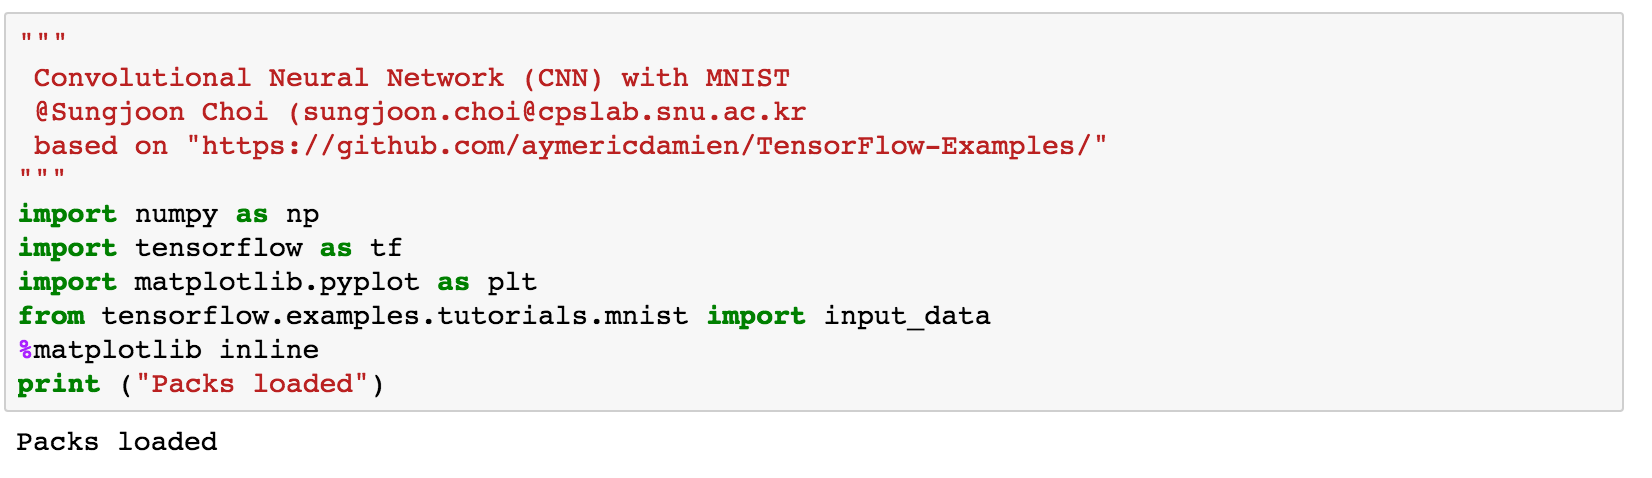 """
Convolutional Neural Network (CNN) with MNIST
@Sungjoon Choi (sungjoon.choi@cpslab.snu.ac.kr
based on "https://github.com/aymericdamien/TensorFlow-Examples/"
"""
import numpy as np
import tensorflow as tf
import matplotlib.pyplot as plt
from tensorflow.examples.tutorials.mnist import input_data
%matplotlib inline
print ("Packs loaded")
Packs loaded